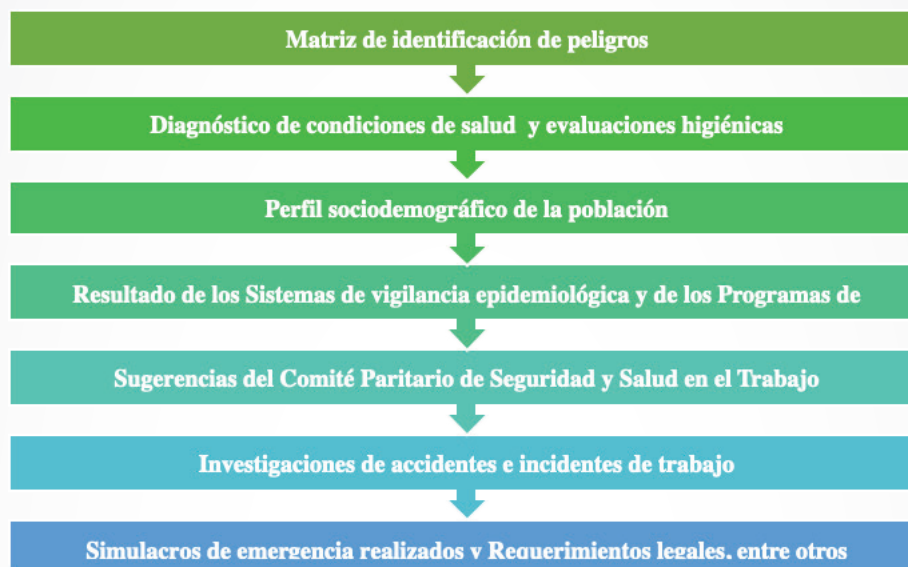 Matriz de identificación de peligros
Diagnóstico de condiciones de salud y evaluaciones higiénicas
Perfil sociodemográfico de la población
Resultado de los Sistemas de vigilancia epidemiológica y de los Programas de
Sugerencias del Comité Paritario de Seguridad y Salud en el Trabajo
Investigaciones de accidentes e incidentes de trabajo
Simulacros de emergencia realizados y Requerimientos legales, entre otros